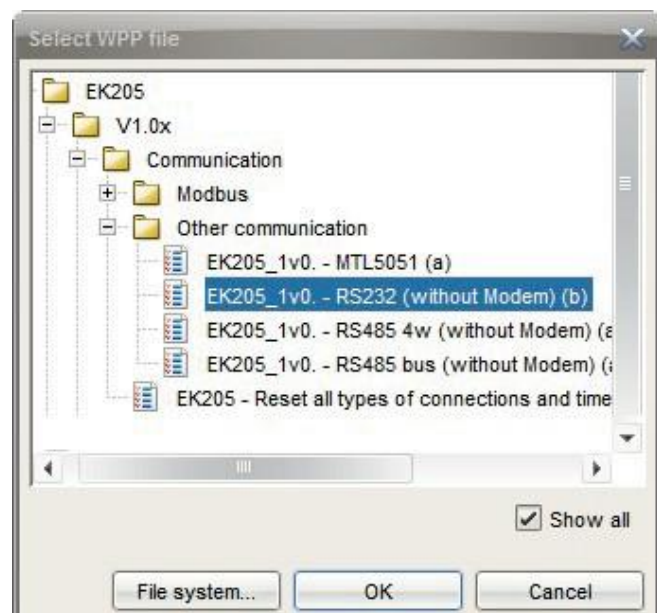 Select WPP file
EK205
V1.0x
Communication
Modbus
Other communication
EK205_1v0. - MTL5051 (a)
EK205_1v0. - RS232 (without Modem) (b)
EK205_1v0. - RS485 4w (without Modem) (a
EK205_1v0. - RS485 bus (without Modem) (
EK205 - Reset all types of connections and time
Show all
File system... OK Cancel